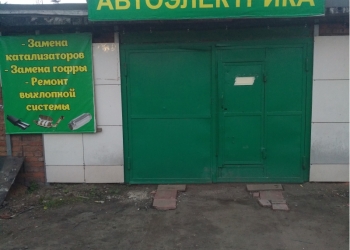 АВТОЭЛЕКТРИКА
- Замена
катализаторов
- Замена гофры
- Ремонт
выхлопной
системы